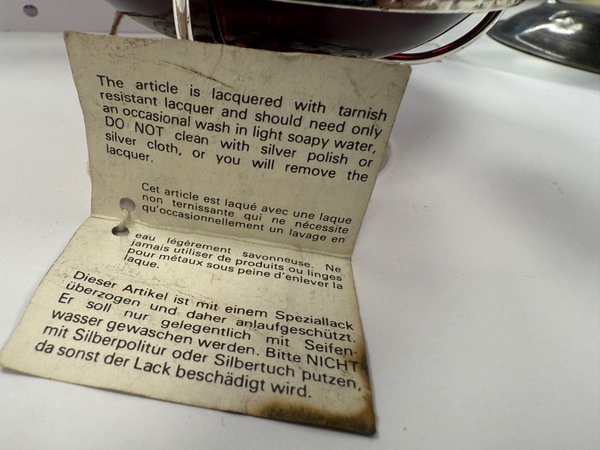 The article is lacquered with tarnish
resistant lacquer and should need only
an occasional wash in light soapy water,
DO NOT clean with silver polish or
silver cloth, or you will remove the
lacquer.
Cet article est laqué avec une laque
non ternissante qui ne nécessite
qu'occasionnellement un lavage en
eau légèrement savonneuse. Ne
jamais utiliser de produits ou linges
pour métaux sous peine d'enlever la
laque.
Dieser Artikel ist mit einem Speziallack
überzogen und daher anlaufgeschützt.
Er soll nur gelegentlich mit Seifen-
wasser gewaschen werden. Bitte NICHT
mit Silberpolitur oder Silbertuch putzen,
da sonst der Lack beschädigt wird.